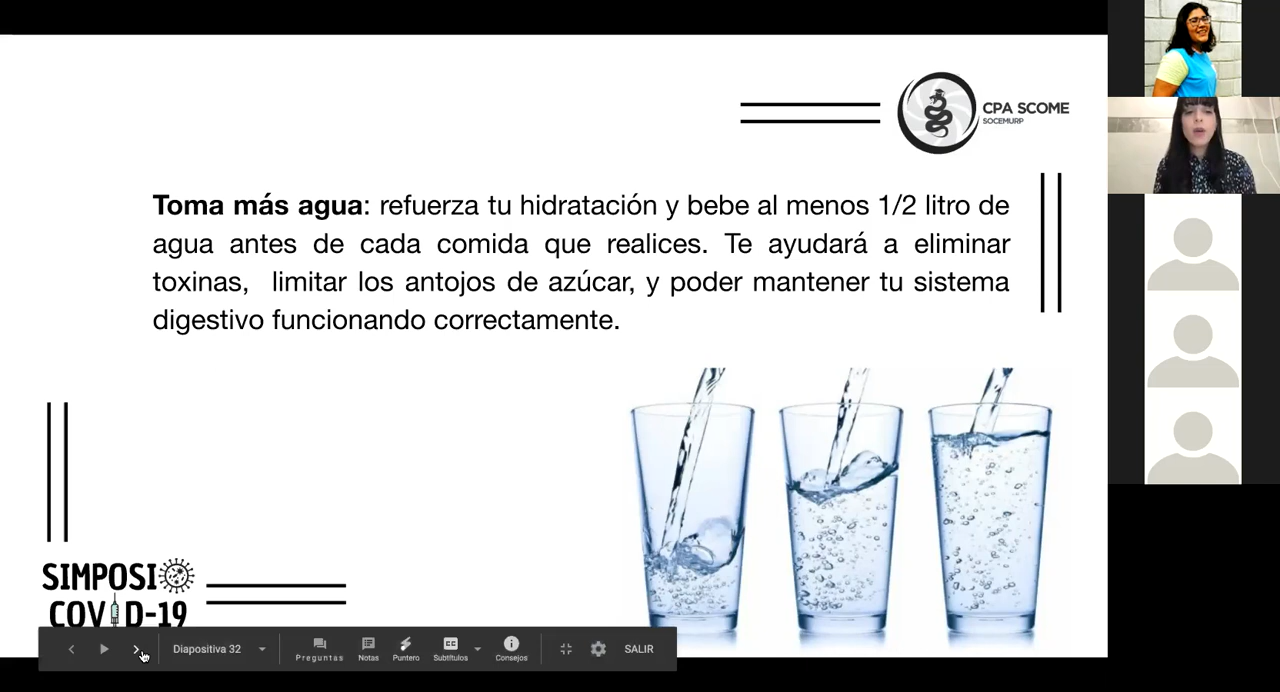 CPA SCOME
SOCEMURP
Toma más agua: refuerza tu hidratación y bebe al menos 1/2 litro de
agua antes de cada comida que realices. Te ayudará a eliminar
toxinas, limitar los antojos de azúcar, y poder mantener tu sistema
digestivo funcionando correctamente.
SIMPOSIO
COVID-19
Diapositiva 32
Preguntas
Notas
Puntero
Subtítulos
Consejos
SALIR